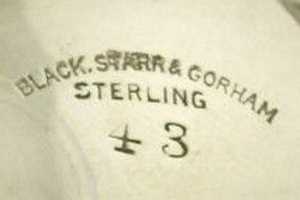 BLACK. STARR & GORHAM
STERLING
43